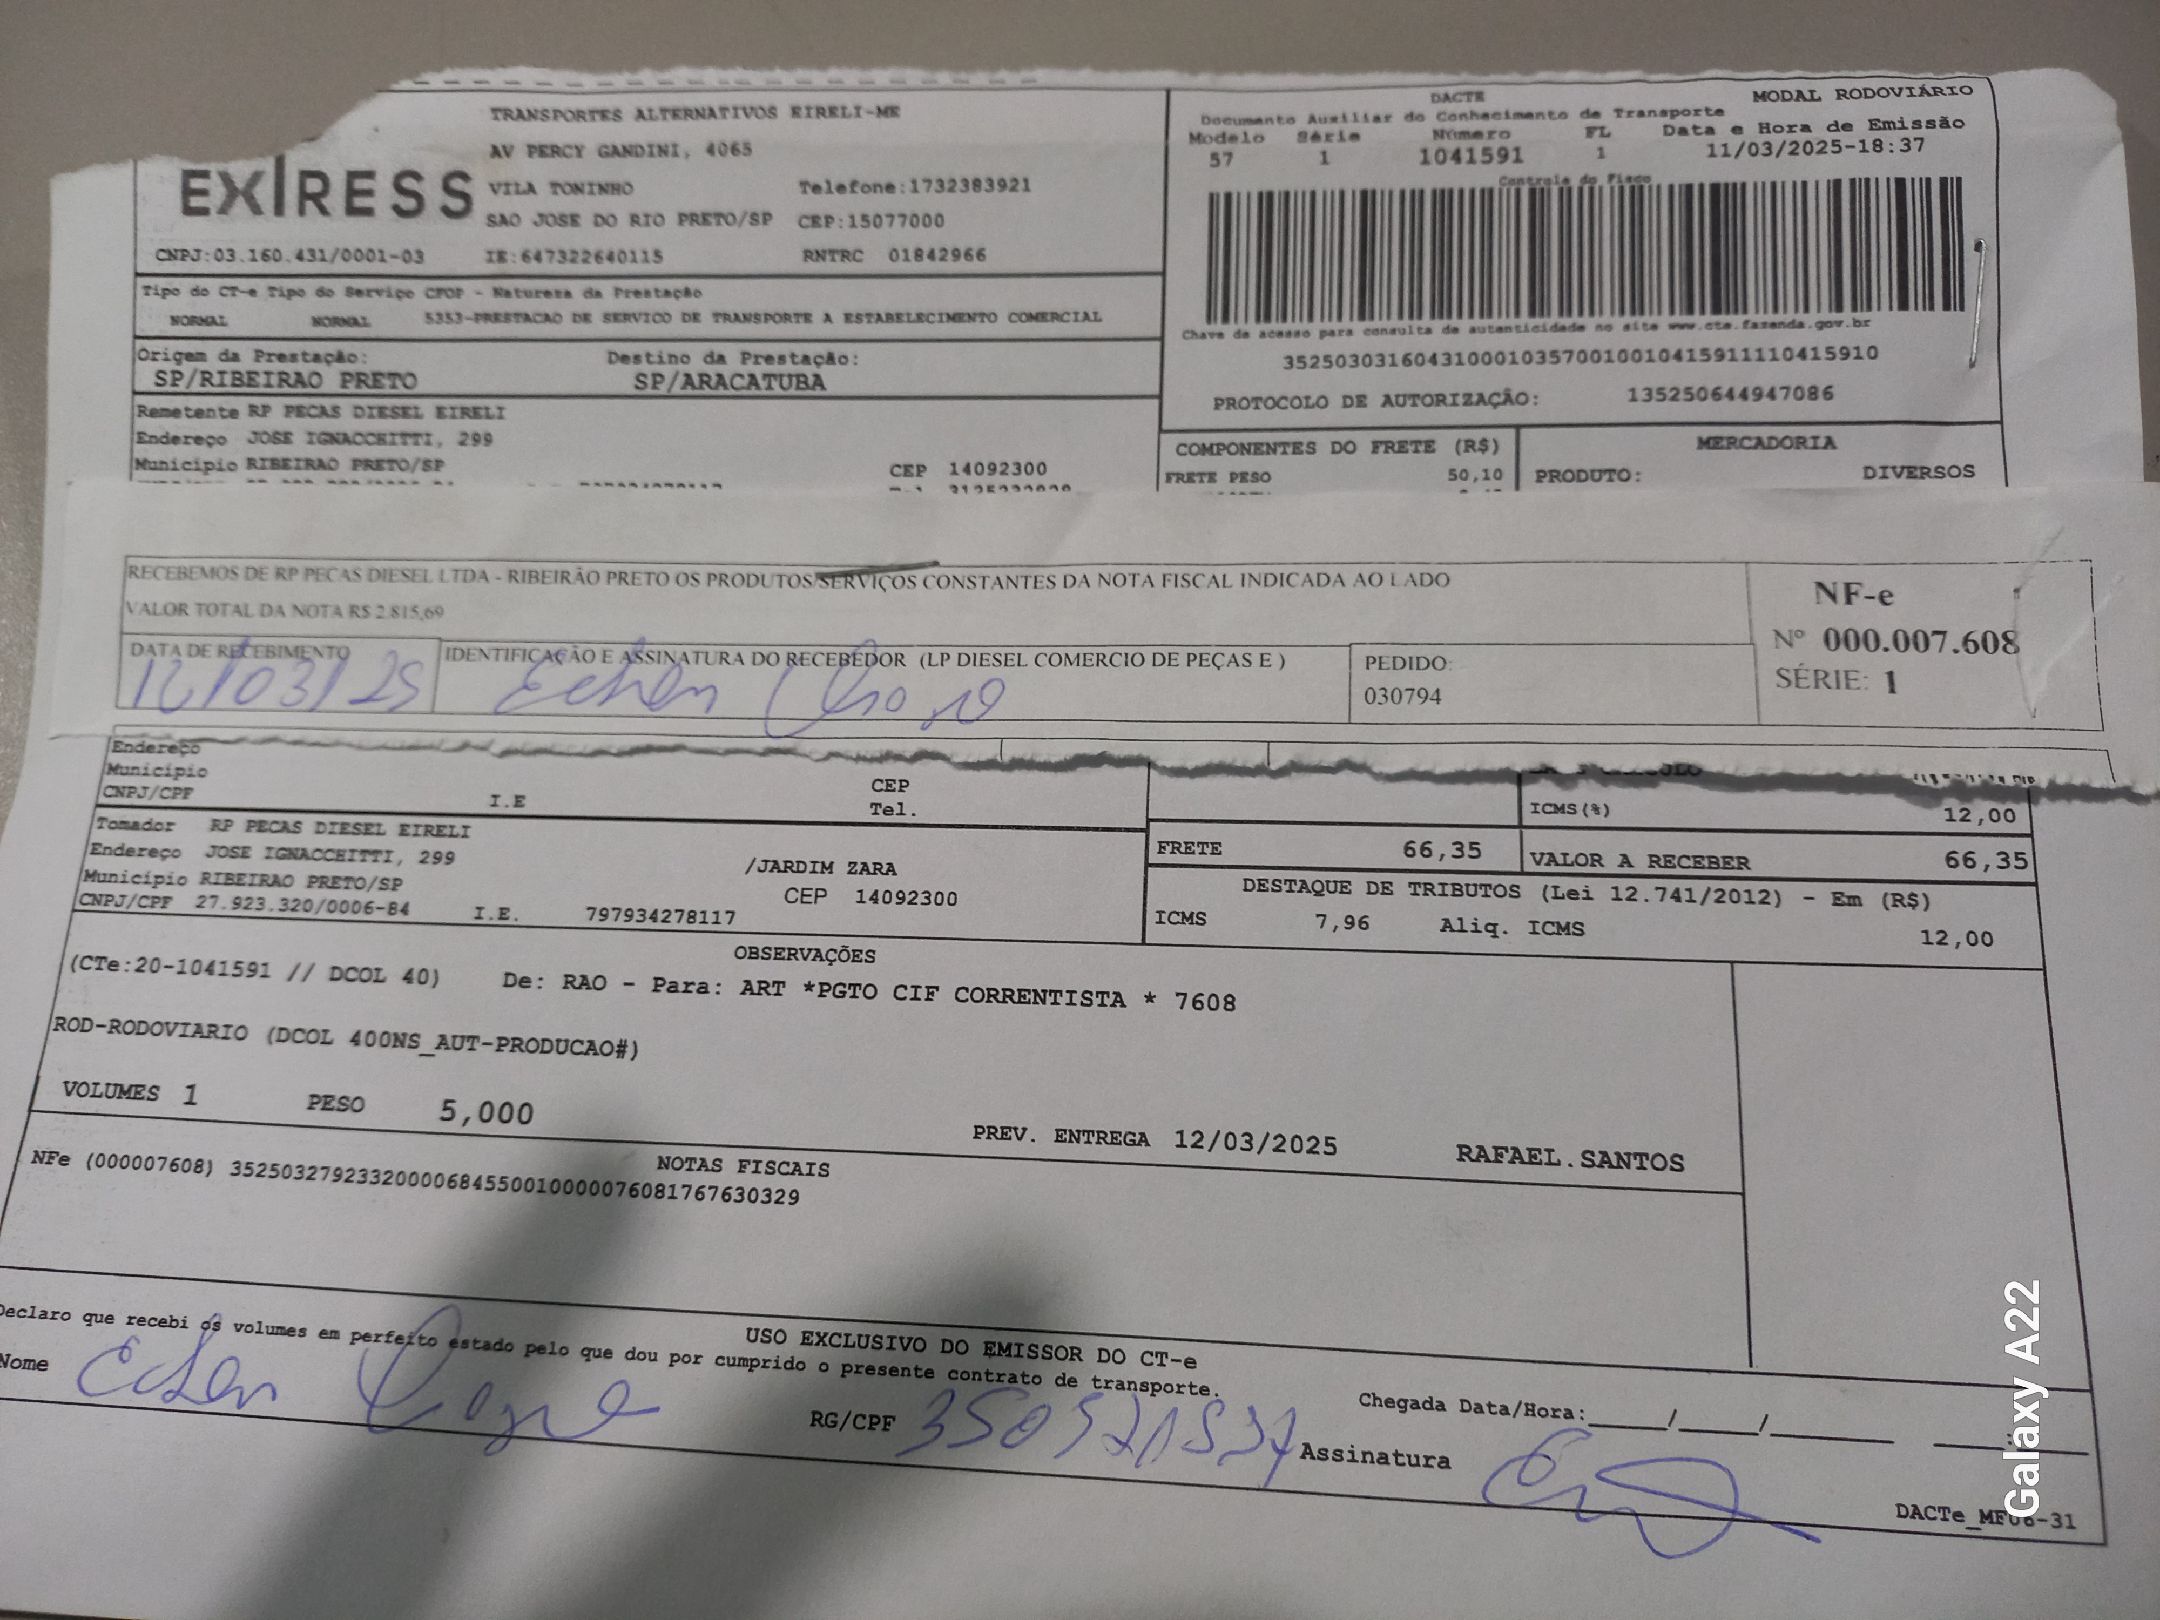 TRANSPORTES ALTERNATIVOS EIRELI-ME
AV PERCY GANDINI, 4065
EXPRESS VILA TONINHO Telefone:1732383921
SAO JOSE DO RIO PRETO/SP CEP:15077000
CNPJ:03.160.431/0001-03 IE:647322640115 RNTRC 01842966
DACTE MODAL RODOVIÁRIO
Documento Auxiliar do Conhecimento de Transporte
Modelo Série Número FL Data e Hora de Emissão
57 1 1041591 1 11/03/2025-18:37
Controle do Fisco
Chave de acesso para consulta de autenticidade no site www.cte.fazenda.gov.br
35250303160431000103570010010415911110415910
PROTOCOLO DE AUTORIZAÇÃO: 135250644947086
Tipo do CT-e Tipo do Serviço CFOP - Natureza da Prestação
NORMAL NORMAL 5353-PRESTACAO DE SERVICO DE TRANSPORTE A ESTABELECIMENTO COMERCIAL
Origem da Prestação: Destino da Prestação:
SP/RIBEIRAO PRETO SP/ARACATUBA
Remetente RP PECAS DIESEL EIRELI
Endereço JOSE IGNACCHITTI, 299
Município RIBEIRAO PRETO/SP CEP 14092300
COMPONENTES DO FRETE (R$) MERCADORIA
FRETE PESO 50,10 PRODUTO: DIVERSOS
RECEBEMOS DE RP PECAS DIESEL LTDA - RIBEIRÃO PRETO OS PRODUTOS/SERVIÇOS CONSTANTES DA NOTA FISCAL INDICADA AO LADO
VALOR TOTAL DA NOTA R$ 2.815,69
NF-e
Nº 000.007.608
SÉRIE: 1
DATA DE RECEBIMENTO IDENTIFICAÇÃO E ASSINATURA DO RECEBEDOR (LP DIESEL COMERCIO DE PEÇAS E ) PEDIDO:
12/03/25 030794
Endereço
Município CEP
CNPJ/CPF I.E Tel.
ICMS(%) 12,00
Tomador RP PECAS DIESEL EIRELI
Endereço JOSE IGNACCHITTI, 299 /JARDIM ZARA
Município RIBEIRAO PRETO/SP CEP 14092300
CNPJ/CPF 27.923.320/0006-84 I.E. 797934278117
FRETE 66,35 VALOR A RECEBER 66,35
DESTAQUE DE TRIBUTOS (Lei 12.741/2012) - Em (R$)
ICMS 7,96 Aliq. ICMS 12,00
OBSERVAÇÕES
(CTe:20-1041591 // DCOL 40) De: RAO - Para: ART *PGTO CIF CORRENTISTA * 7608
ROD-RODOVIARIO (DCOL 400NS_AUT-PRODUCAO#)
VOLUMES 1 PESO 5,000 PREV. ENTREGA 12/03/2025 RAFAEL.SANTOS
NOTAS FISCAIS
NFe (000007608) 35250327923320000684550010000076081767630329
USO EXCLUSIVO DO EMISSOR DO CT-e
Declaro que recebi os volumes em perfeito estado pelo que dou por cumprido o presente contrato de transporte.
Nome RG/CPF Assinatura
Chegada Data/Hora:_____/_____/_____ ___:___
DACTe_MF06-31
Galaxy A22